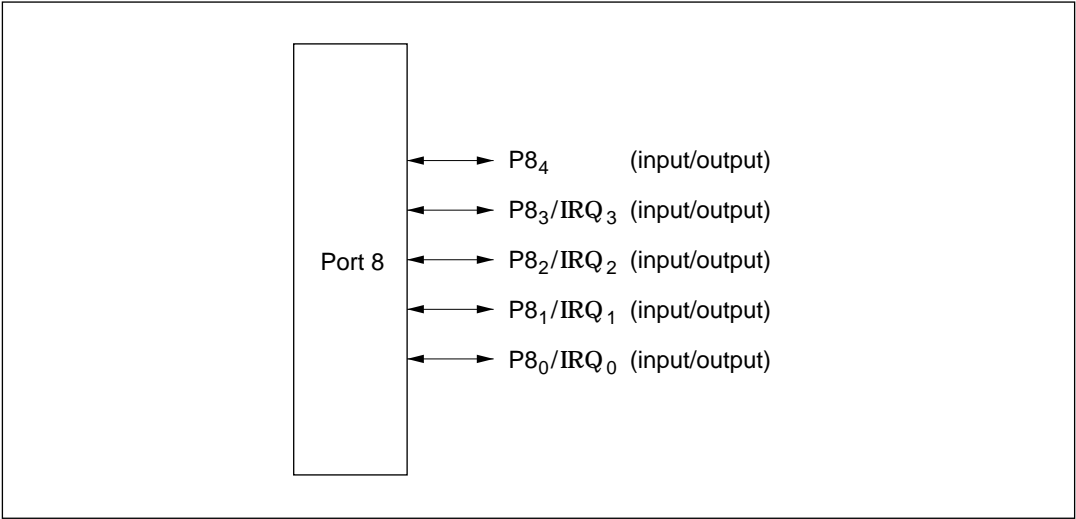 P8₄ (input/output)
P8₃/IRQ₃ (input/output)
Port 8
P8₂/IRQ₂ (input/output)
P8₁/IRQ₁ (input/output)
P8₀/IRQ₀ (input/output)